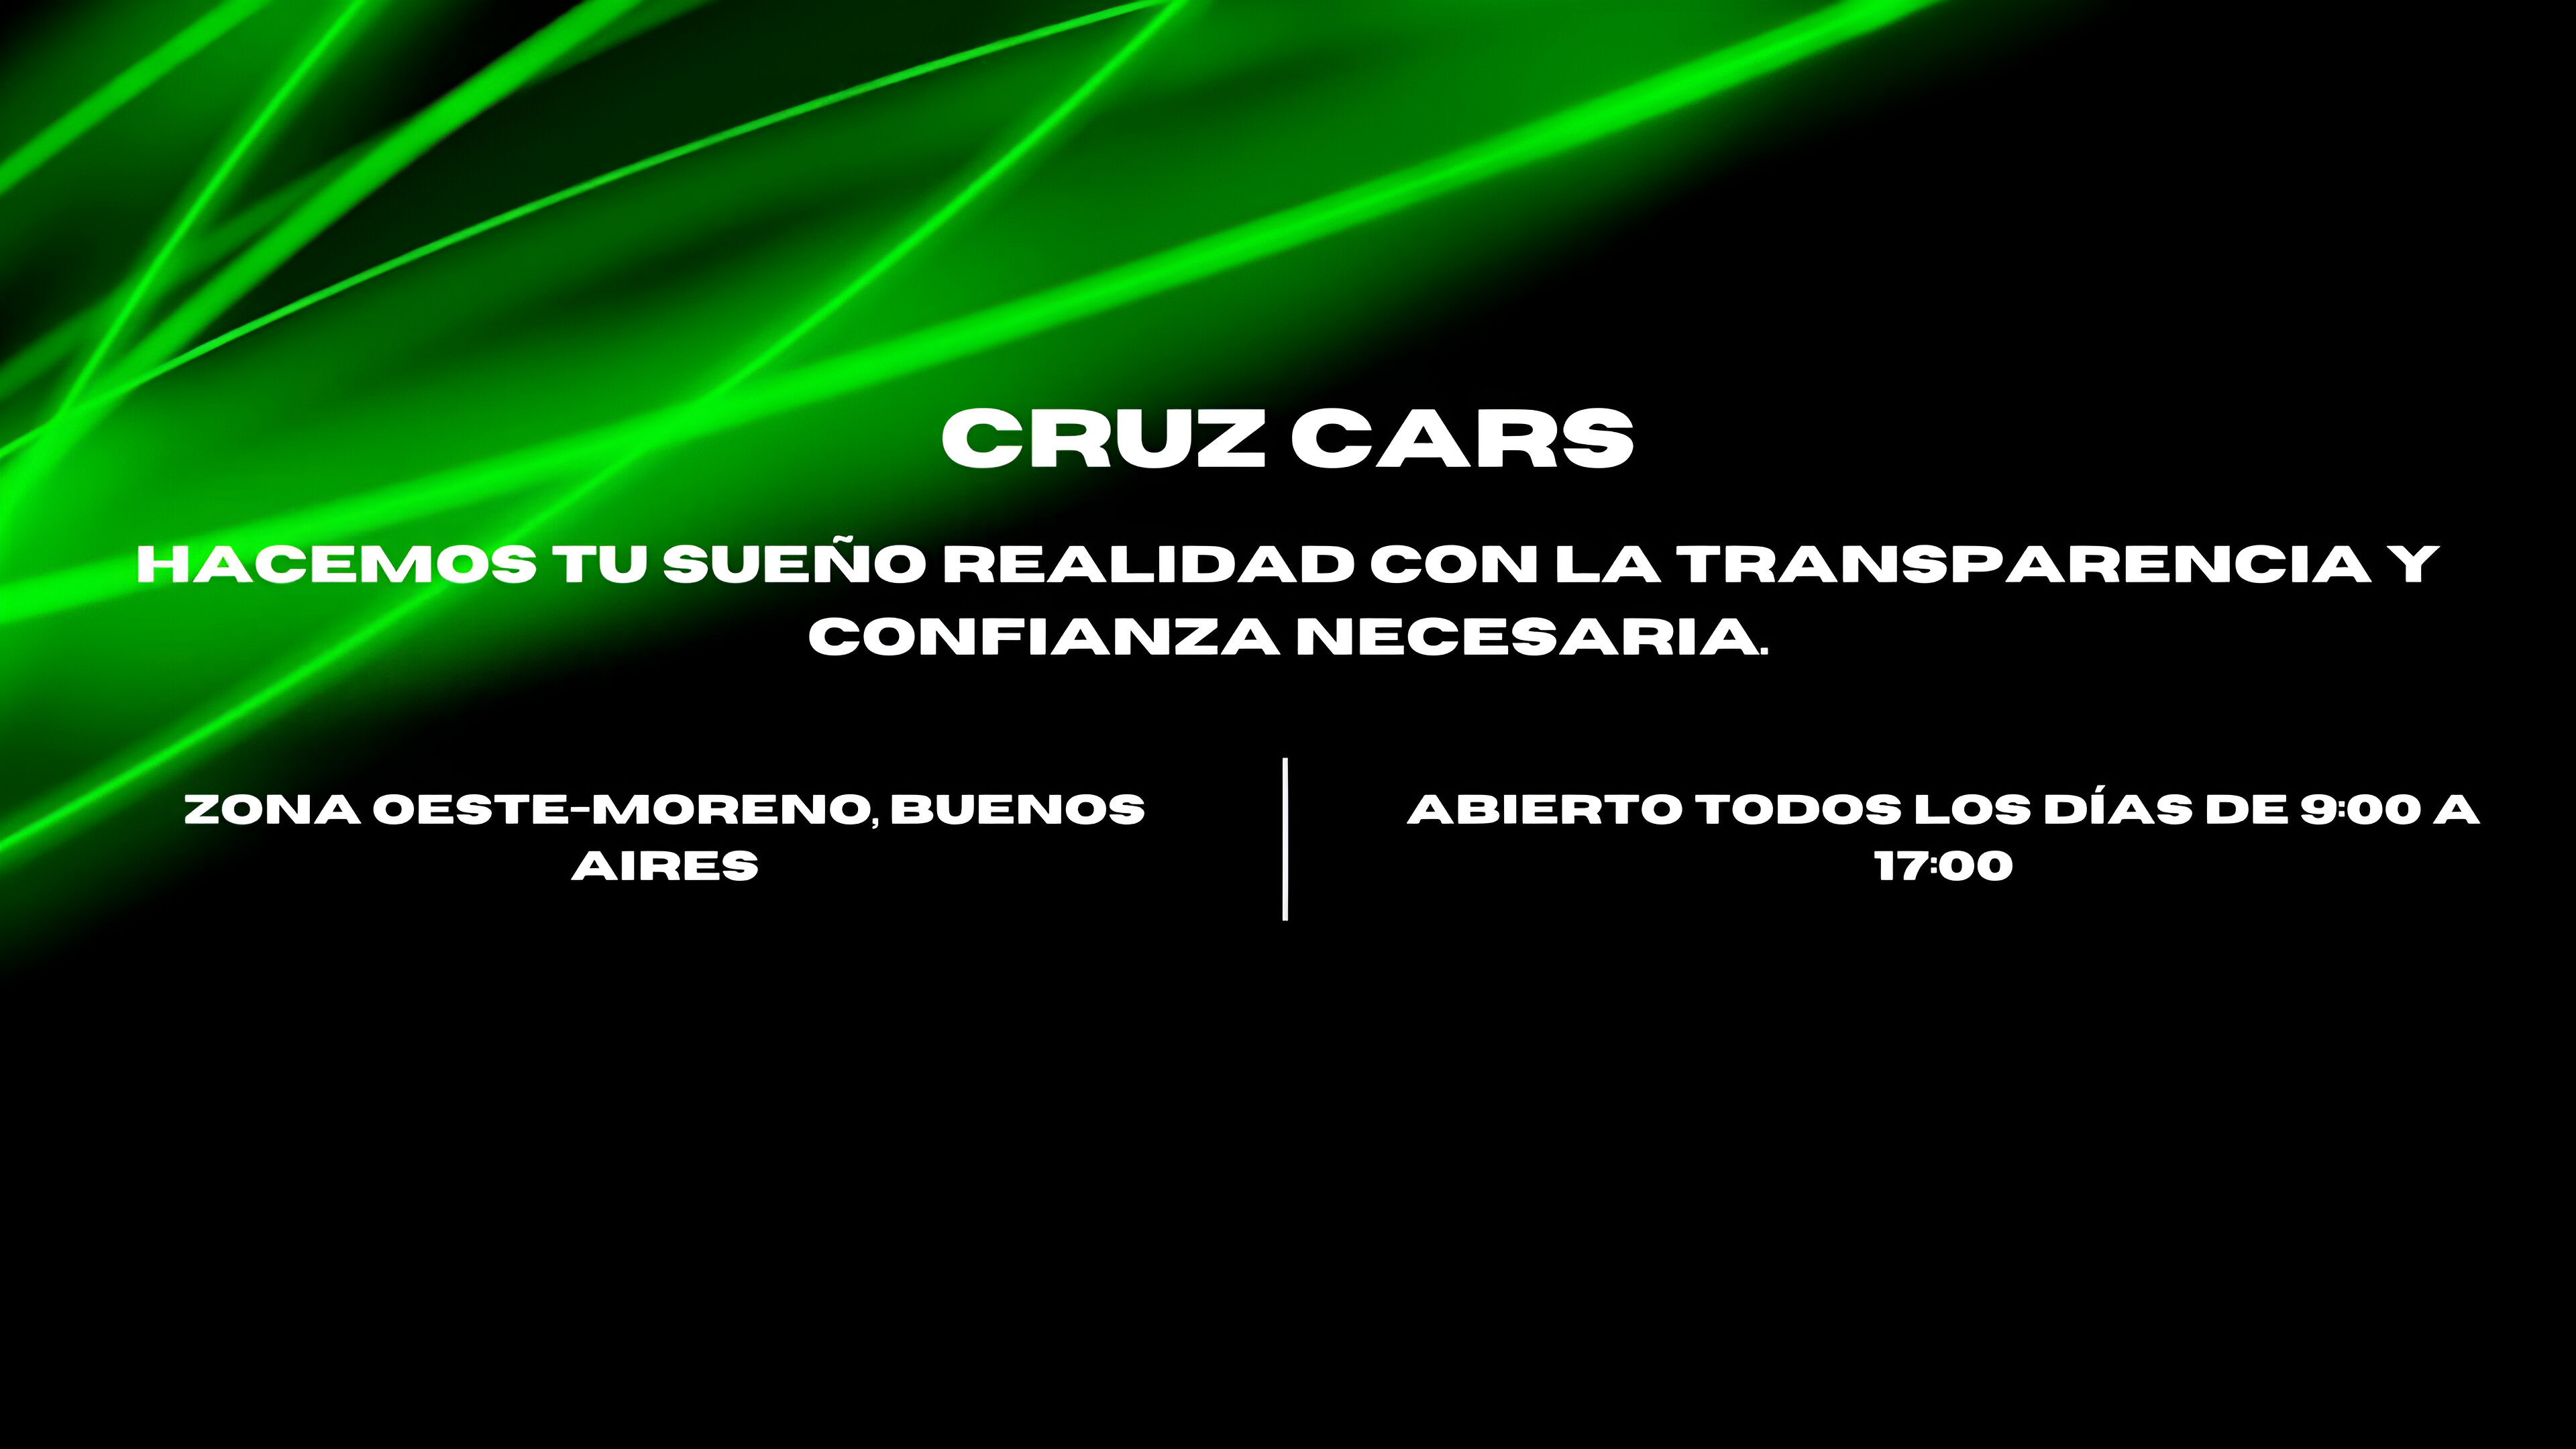 CRUZ CARS
HACEMOS TU SUEÑO REALIDAD CON LA TRANSPARENCIA Y
CONFIANZA NECESARIA.
ZONA OESTE-MORENO, BUENOS
AIRES
ABIERTO TODOS LOS DÍAS DE 9:00 A
17:00